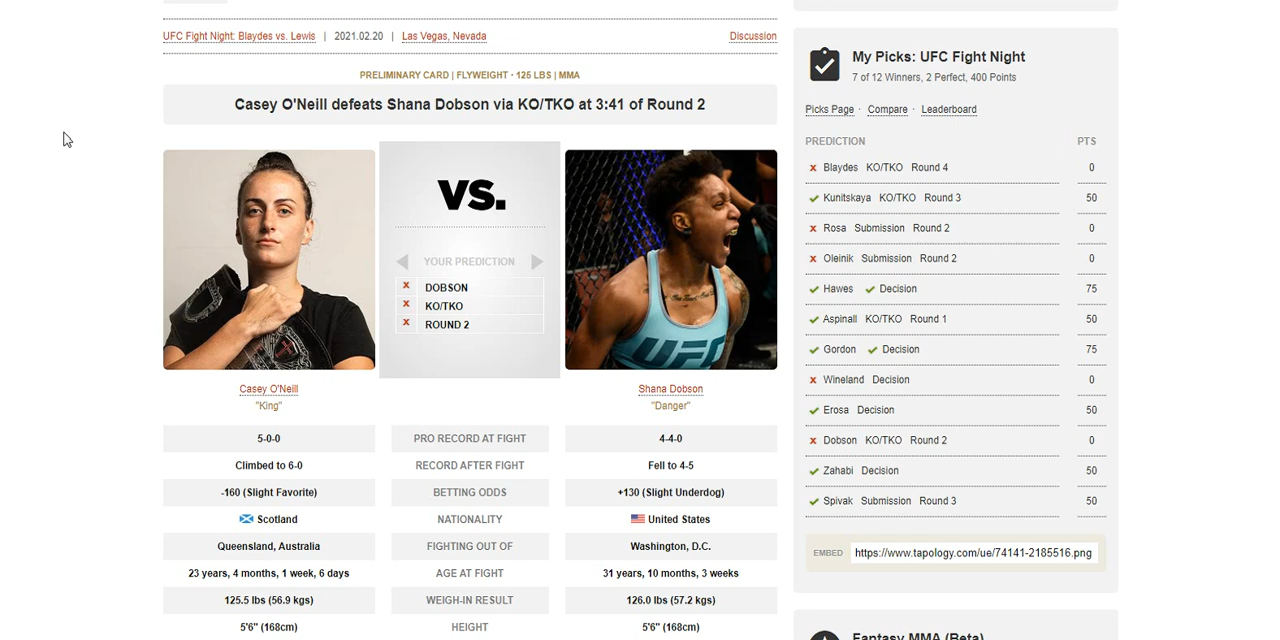 UFC Fight Night: Blaydes vs. Lewis | 2021.02.20 | Las Vegas, Nevada Discussion
PRELIMINARY CARD | FLYWEIGHT · 125 LBS | MMA
Casey O'Neill defeats Shana Dobson via KO/TKO at 3:41 of Round 2
VS.
YOUR PREDICTION
x DOBSON
x KO/TKO
x ROUND 2
UFC
Casey O'Neill Shana Dobson
"King" "Danger"
5-0-0 PRO RECORD AT FIGHT 4-4-0
Climbed to 6-0 RECORD AFTER FIGHT Fell to 4-5
-160 (Slight Favorite) BETTING ODDS +130 (Slight Underdog)
Scotland NATIONALITY United States
Queensland, Australia FIGHTING OUT OF Washington, D.C.
23 years, 4 months, 1 week, 6 days AGE AT FIGHT 31 years, 10 months, 3 weeks
125.5 lbs (56.9 kgs) WEIGH-IN RESULT 126.0 lbs (57.2 kgs)
5'6" (168cm) HEIGHT 5'6" (168cm)
My Picks: UFC Fight Night
7 of 12 Winners, 2 Perfect, 400 Points
Picks Page · Compare · Leaderboard
PREDICTION PTS
x Blaydes KO/TKO Round 4 0
✓ Kunitskaya KO/TKO Round 3 50
x Rosa Submission Round 2 0
x Oleinik Submission Round 2 0
✓ Hawes ✓ Decision 75
✓ Aspinall KO/TKO Round 1 50
✓ Gordon ✓ Decision 75
x Wineland Decision 0
✓ Erosa Decision 50
x Dobson KO/TKO Round 2 0
✓ Zahabi Decision 50
✓ Spivak Submission Round 3 50
EMBED https://www.tapology.com/ue/74141-2185516.png
Fantasy MMA (Beta)